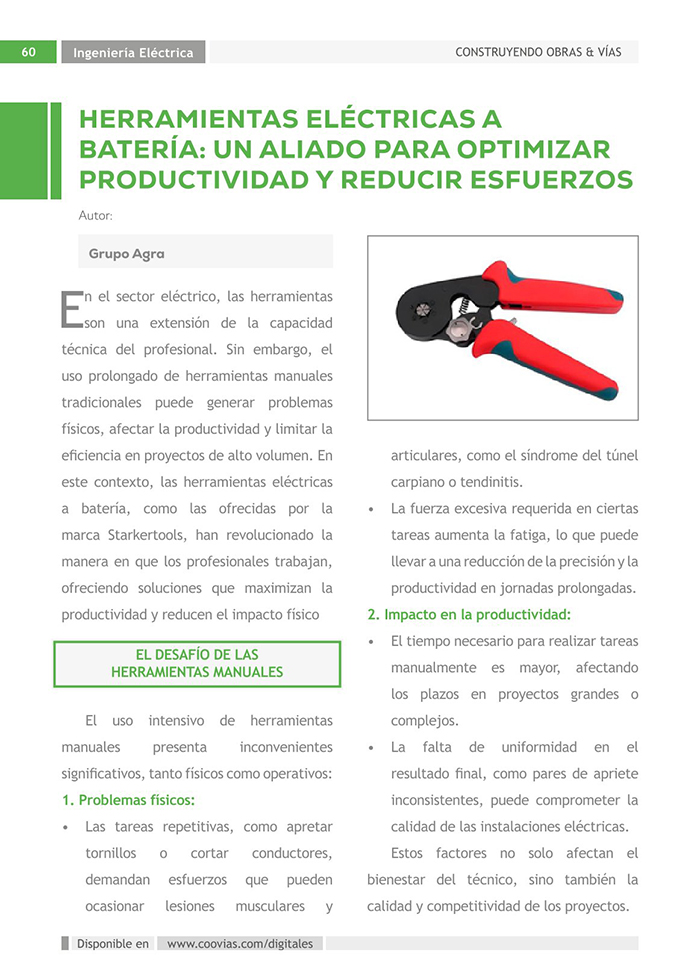 60
Ingeniería Eléctrica
CONSTRUYENDO OBRAS & VÍAS
HERRAMIENTAS ELÉCTRICAS A
BATERÍA: UN ALIADO PARA OPTIMIZAR
PRODUCTIVIDAD Y REDUCIR ESFUERZOS
Autor:
Grupo Agra
En el sector eléctrico, las herramientas
son una extensión de la capacidad
técnica del profesional. Sin embargo, el
uso prolongado de herramientas manuales
tradicionales puede generar problemas
físicos, afectar la productividad y limitar la
eficiencia en proyectos de alto volumen. En
este contexto, las herramientas eléctricas
a batería, como las ofrecidas por la
marca Starkertools, han revolucionado la
manera en que los profesionales trabajan,
ofreciendo soluciones que maximizan la
productividad y reducen el impacto físico
EL DESAFÍO DE LAS
HERRAMIENTAS MANUALES
El uso intensivo de herramientas
manuales presenta inconvenientes
significativos, tanto físicos como operativos:
1. Problemas físicos:
• Las tareas repetitivas, como apretar
tornillos o cortar conductores,
demandan esfuerzos que pueden
ocasionar lesiones musculares y
articulares, como el síndrome del túnel
carpiano o tendinitis.
• La fuerza excesiva requerida en ciertas
tareas aumenta la fatiga, lo que puede
llevar a una reducción de la precisión y la
productividad en jornadas prolongadas.
2. Impacto en la productividad:
• El tiempo necesario para realizar tareas
manualmente es mayor, afectando
los plazos en proyectos grandes o
complejos.
• La falta de uniformidad en el
resultado final, como pares de apriete
inconsistentes, puede comprometer la
calidad de las instalaciones eléctricas.
Estos factores no solo afectan el
bienestar del técnico, sino también la
calidad y competitividad de los proyectos.
Disponible en
www.coovias.com/digitales